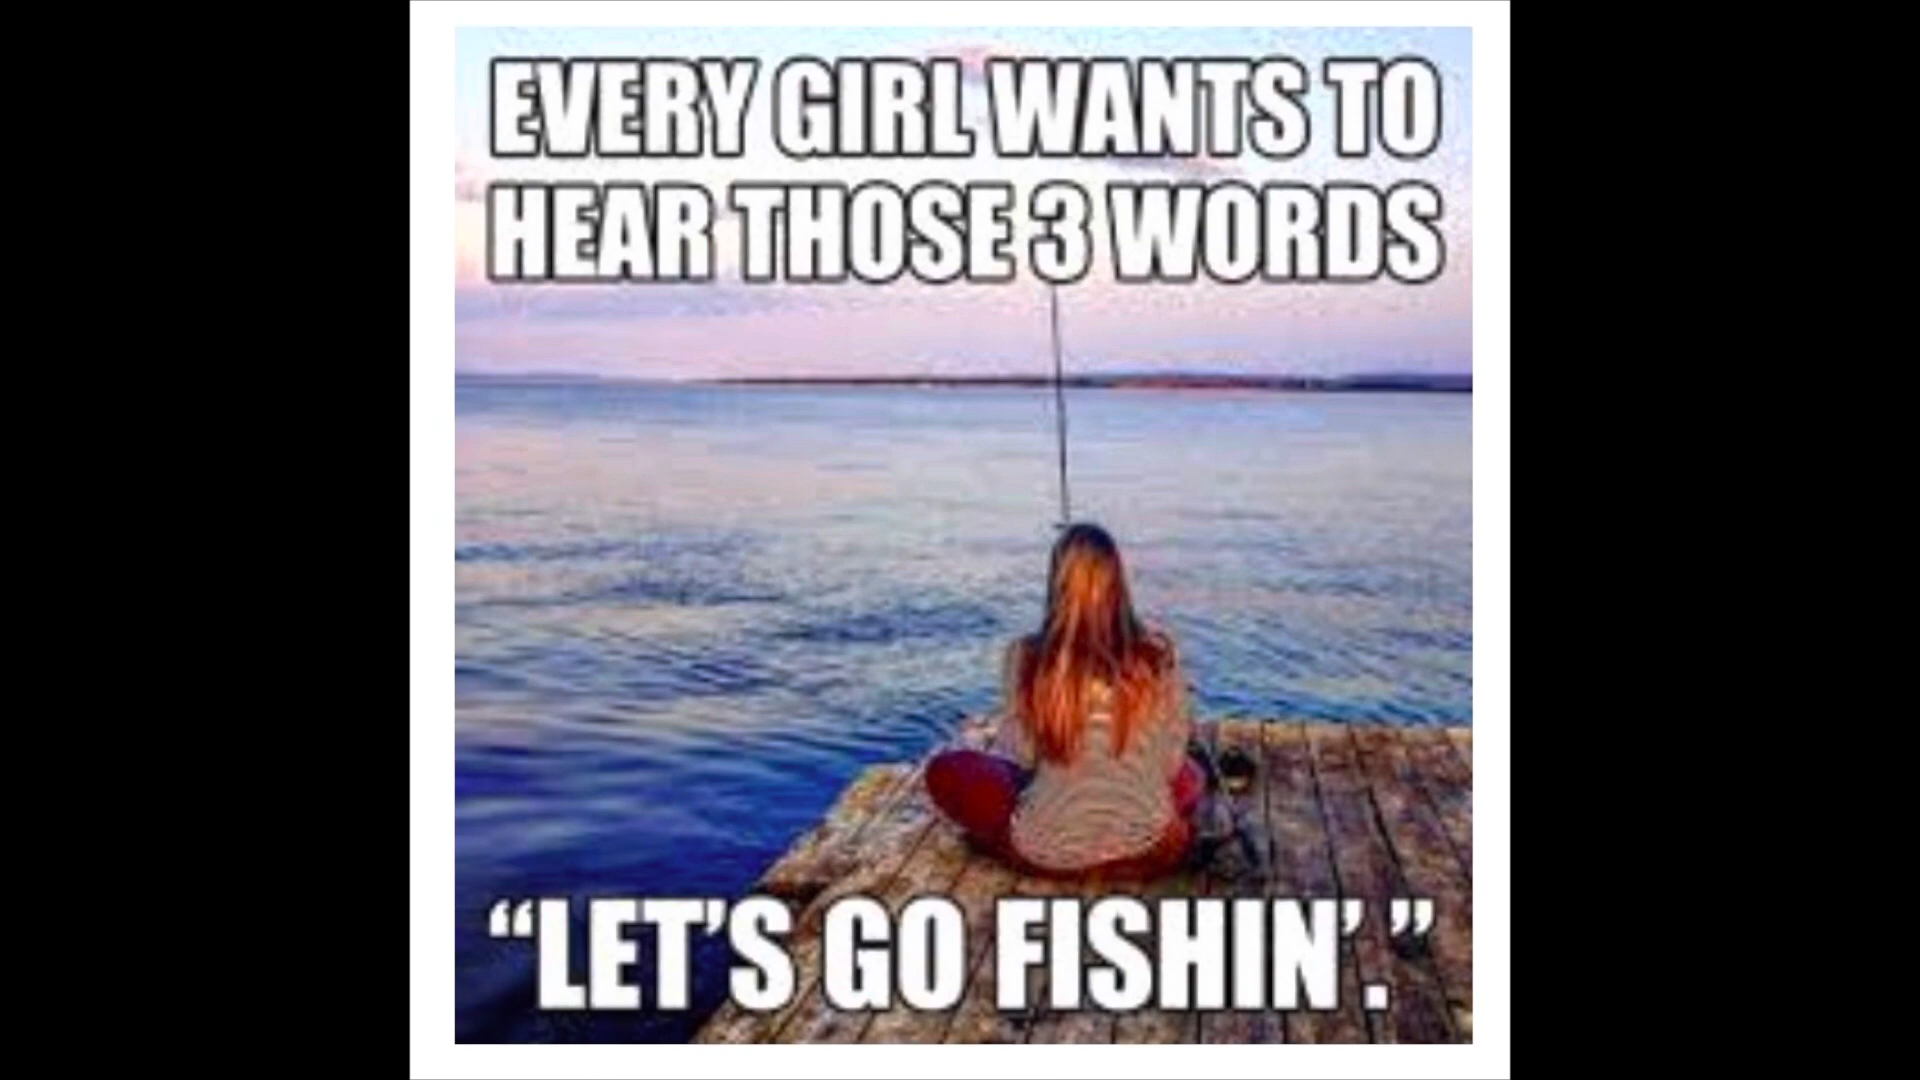 EVERY GIRL WANTS TO
HEAR THOSE 3 WORDS
“LET’S GO FISHIN’.”